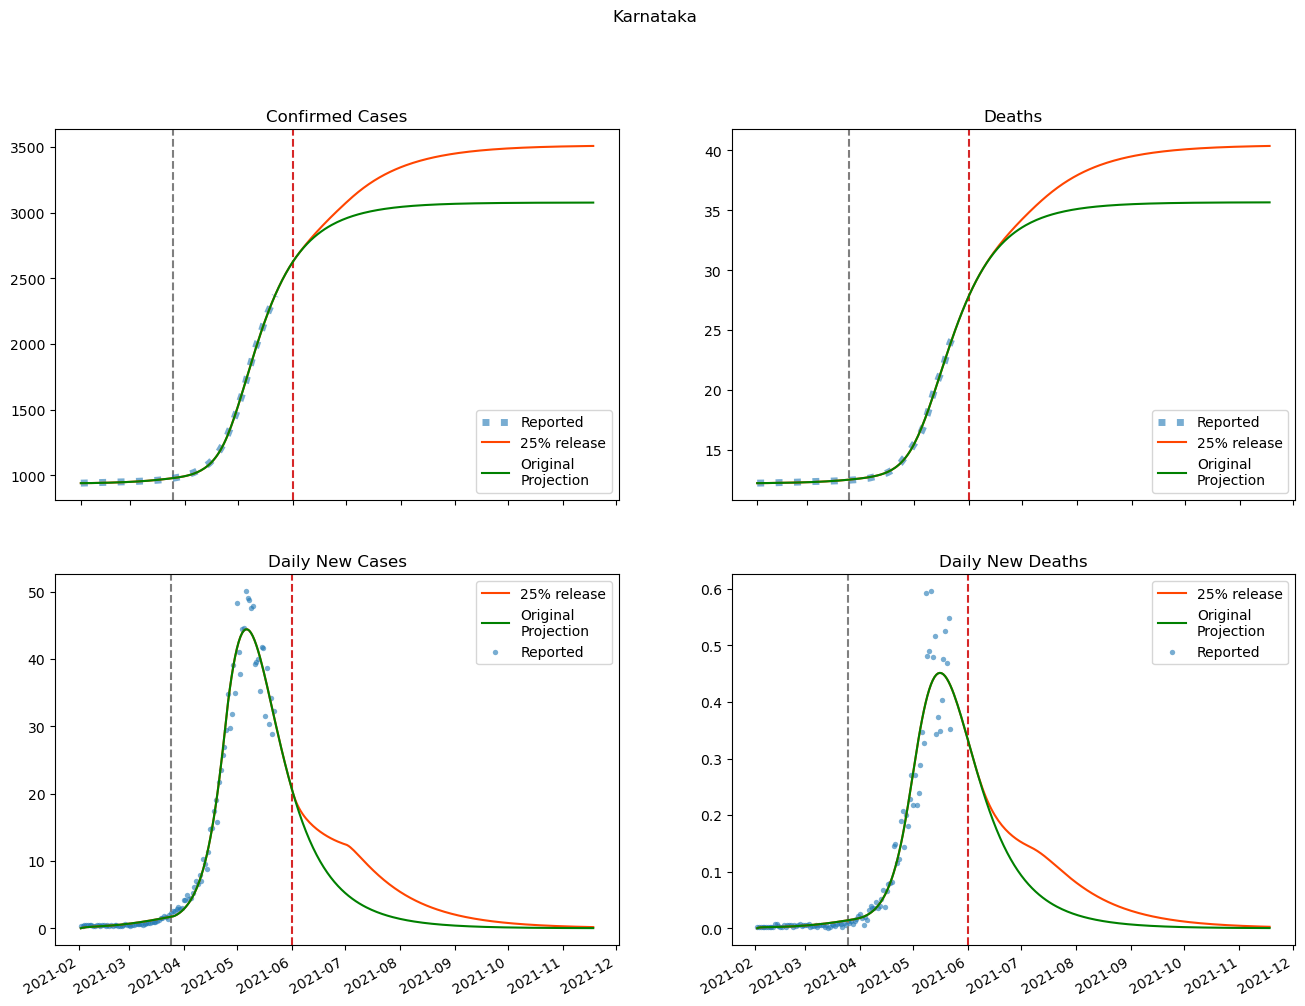 Karnataka
Confirmed Cases
3500
3000
2500
2000
1500
1000
Reported
25% release
Original
Projection
Deaths
40
35
30
25
20
15
Reported
25% release
Original
Projection
Daily New Cases
50
40
30
20
10
0
25% release
Original
Projection
Reported
2021-02
2021-03
2021-04
2021-05
2021-06
2021-07
2021-08
2021-09
2021-10
2021-11
2021-12
Daily New Deaths
0.6
0.5
0.4
0.3
0.2
0.1
0.0
25% release
Original
Projection
Reported
2021-02
2021-03
2021-04
2021-05
2021-06
2021-07
2021-08
2021-09
2021-10
2021-11
2021-12